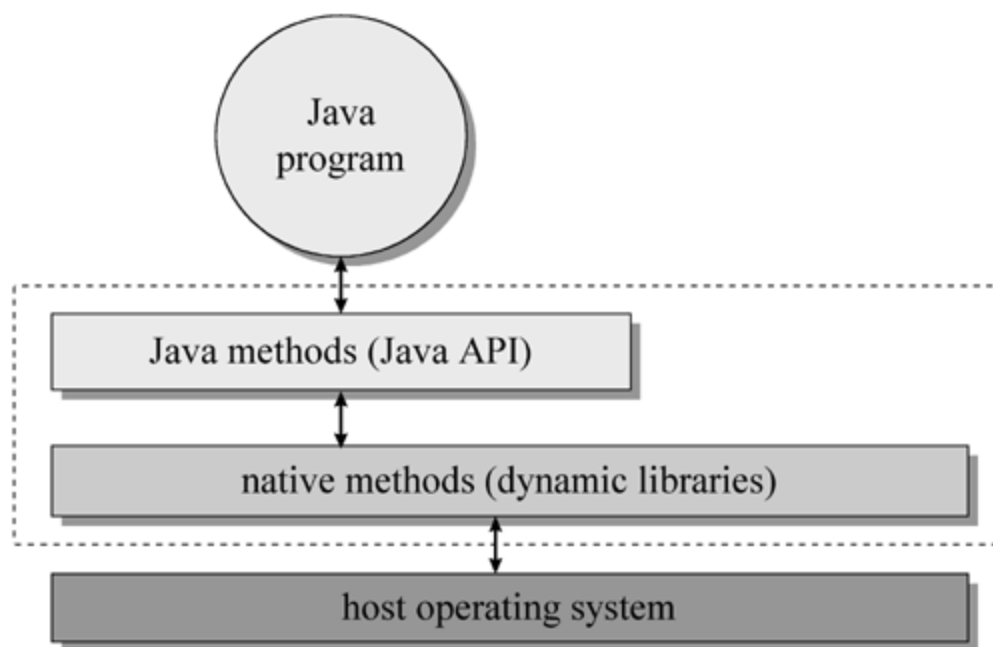 Java
program
Java methods (Java API)
native methods (dynamic libraries)
host operating system